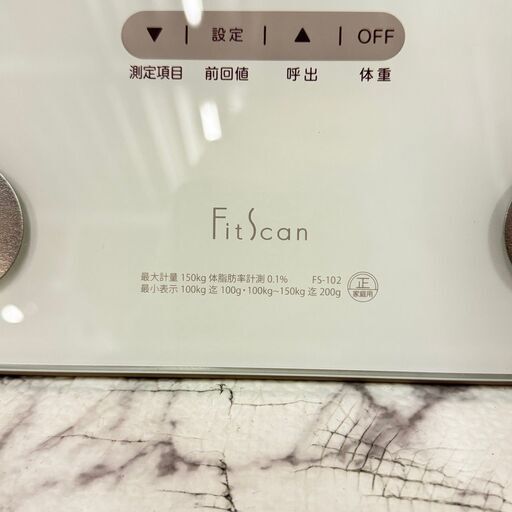 ▼ | 設定 | ▲ | OFF
測定項目 前回値 呼出 体重
FitScan
最大計量 150kg 体脂肪率計測 0.1% FS-102
最小表示 100kg 迄 100g・100kg~150kg 迄 200g
正
家庭用